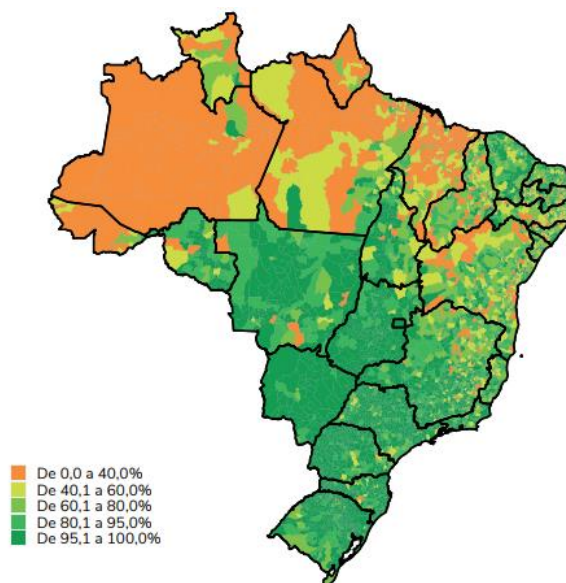 De 0,0 a 40,0%
De 40,1 a 60,0%
De 60,1 a 80,0%
De 80,1 a 95,0%
De 95,1 a 100,0%